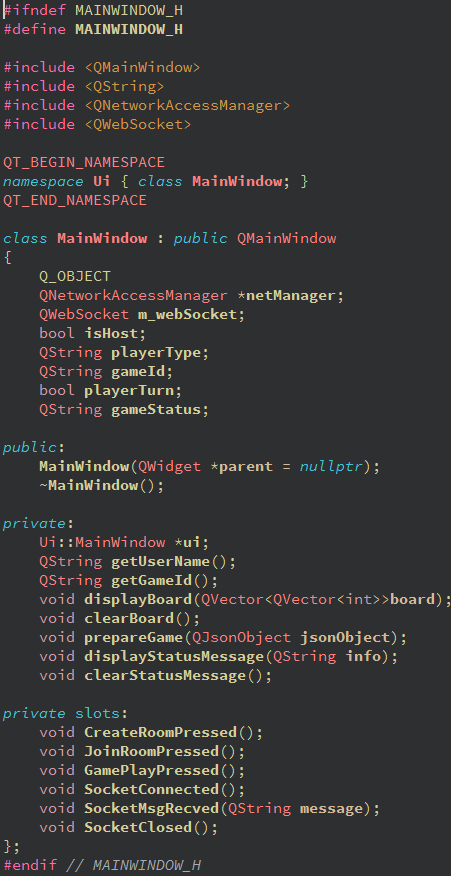 #ifndef MAINWINDOW_H
#define MAINWINDOW_H

#include <QMainWindow>
#include <QString>
#include <QNetworkAccessManager>
#include <QWebSocket>

QT_BEGIN_NAMESPACE
namespace Ui { class MainWindow; }
QT_END_NAMESPACE

class MainWindow : public QMainWindow
{
    Q_OBJECT
    QNetworkAccessManager *netManager;
    QWebSocket m_webSocket;
    bool isHost;
    QString playerType;
    QString gameId;
    bool playerTurn;
    QString gameStatus;

public:
    MainWindow(QWidget *parent = nullptr);
    ~MainWindow();

private:
    Ui::MainWindow *ui;
    QString getUserName();
    QString getGameId();
    void displayBoard(QVector<QVector<int>>board);
    void clearBoard();
    void prepareGame(QJsonObject jsonObject);
    void displayStatusMessage(QString info);
    void clearStatusMessage();

private slots:
    void CreateRoomPressed();
    void JoinRoomPressed();
    void GamePlayPressed();
    void SocketConnected();
    void SocketMsgRecved(QString message);
    void SocketClosed();
};
#endif // MAINWINDOW_H